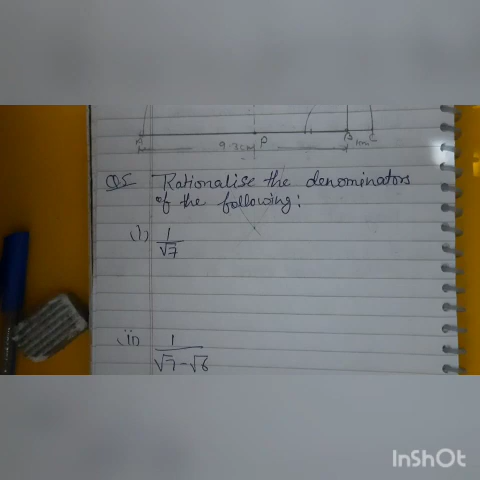 9.3cm P B C
Q5 Rationalise the denominators
of the following:
(i) 1/√7
(ii) 1/√7-√6
InShOt